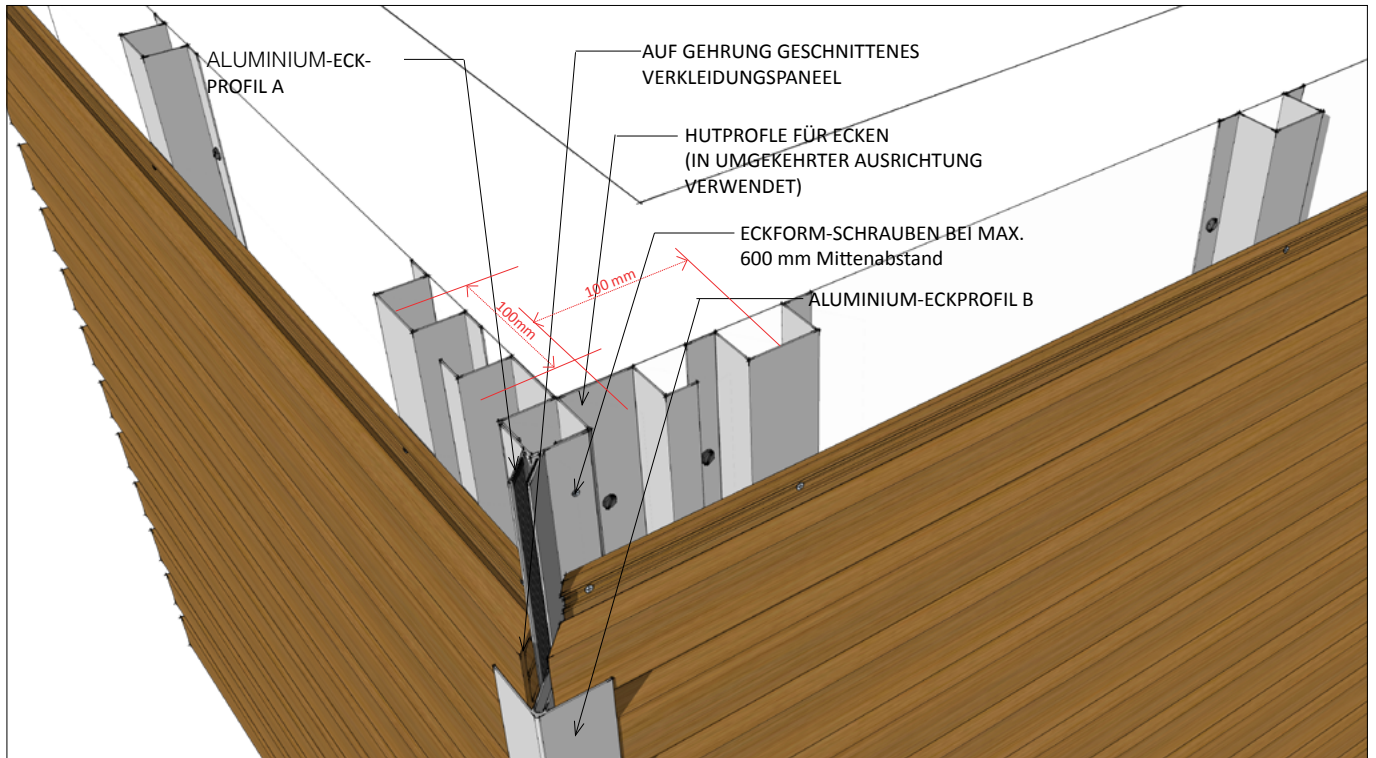 ALUMINIUM-ECK-
PROFIL A
AUF GEHRUNG GESCHNITTENES
VERKLEIDUNGSPANEEL
HUTPROFLE FÜR ECKEN
(IN UMGEKEHRTER AUSRICHTUNG
VERWENDET)
ECKFORM-SCHRAUBEN BEI MAX.
600 mm Mittenabstand
100 mm
100mm
ALUMINIUM-ECKPROFIL B